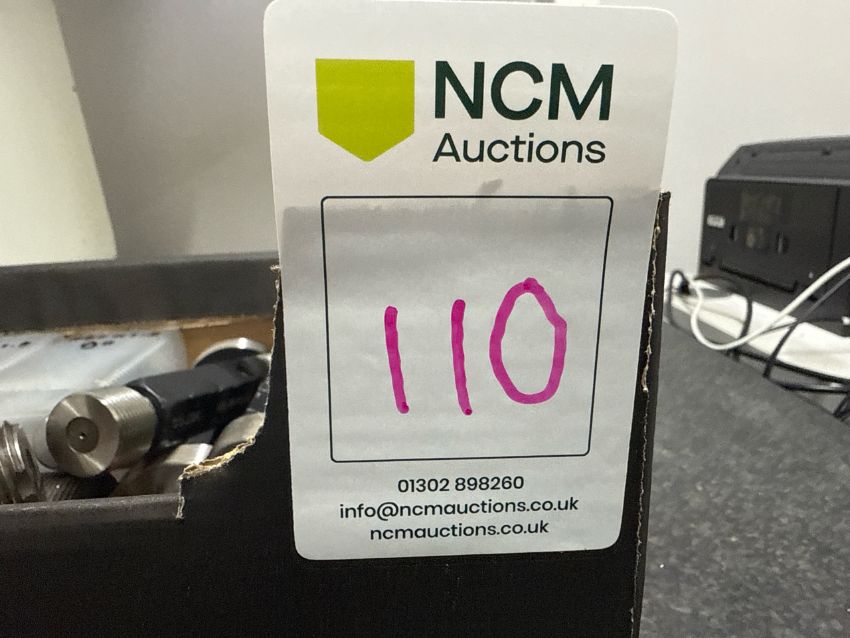 NCM
Auctions
110
01302 898260
info@ncmauctions.co.uk
ncmauctions.co.uk